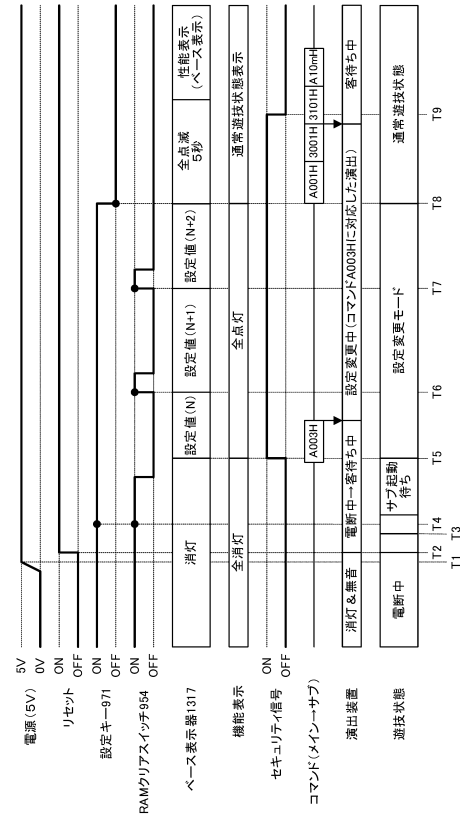 電源(5V)
5V
0V
リセット
ON
OFF
設定キー971
ON
OFF
RAMクリアスイッチ954
ON
OFF
ベース表示器1317
消灯
設定値(N)
設定値(N+1)
設定値(N+2)
全点滅
5秒
性能表示
(ベース表示)
機能表示
全消灯
全点灯
通常遊技状態表示
セキュリティ信号
ON
OFF
コマンド(メイン→サブ)
A003H
A001H
3001H
3101H
A10mH
演出装置
消灯&無音
電断中→客待ち中
設定変更中(コマンドA003Hに対応した演出)
客待ち中
遊技状態
電断中
サブ起動
待ち
設定変更モード
通常遊技状態
T1
T2
T3
T4
T5
T6
T7
T8
T9